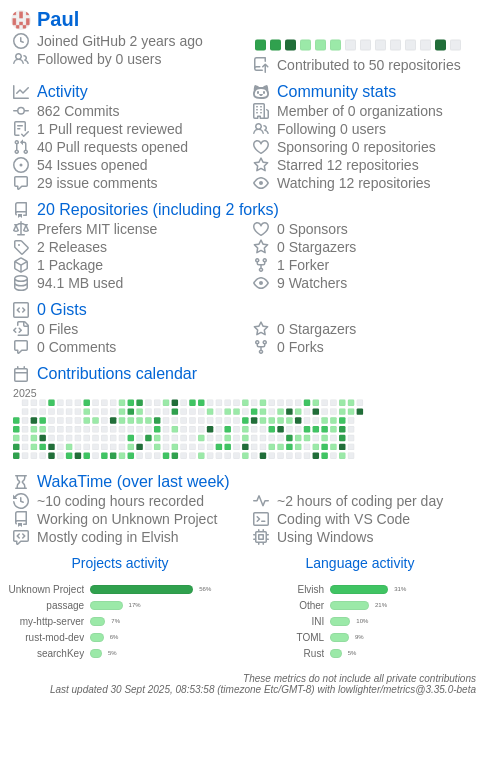 Paul
Joined GitHub 2 years ago
Followed by 0 users
Contributed to 50 repositories
Activity
862 Commits
1 Pull request reviewed
40 Pull requests opened
54 Issues opened
29 issue comments
Community stats
Member of 0 organizations
Following 0 users
Sponsoring 0 repositories
Starred 12 repositories
Watching 12 repositories
20 Repositories (including 2 forks)
Prefers MIT license
2 Releases
1 Package
94.1 MB used
0 Sponsors
0 Stargazers
1 Forker
9 Watchers
0 Gists
0 Files
0 Comments
0 Stargazers
0 Forks
Contributions calendar
2025
WakaTime (over last week)
~10 coding hours recorded
Working on Unknown Project
Mostly coding in Elvish
~2 hours of coding per day
Coding with VS Code
Using Windows
Projects activity
Unknown Project 56%
passage 17%
my-http-server 7%
rust-mod-dev 6%
searchKey 5%
Language activity
Elvish 31%
Other 21%
INI 10%
TOML 9%
Rust 5%
These metrics do not include all private contributions
Last updated 30 Sept 2025, 08:53:58 (timezone Etc/GMT-8) with lowlighter/metrics@3.35.0-beta